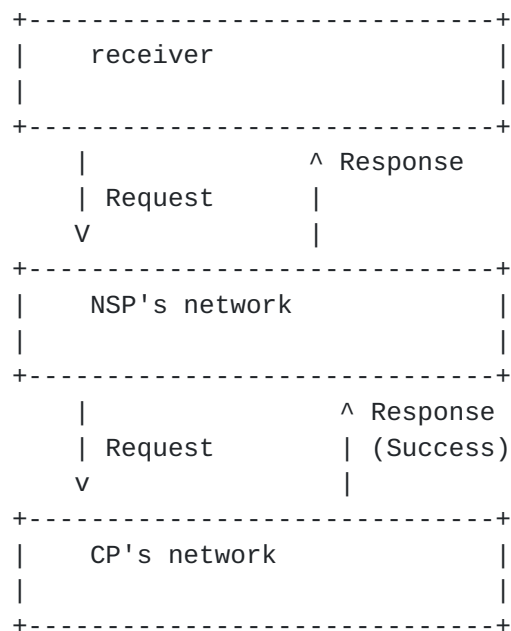 +------------------------------+
|    receiver                  |
|                              |
+------------------------------+
    |              ^ Response
    | Request      |
    V              |
+------------------------------+
|    NSP's network             |
|                              |
+------------------------------+
    |                ^ Response
    | Request        | (Success)
    v                |
+------------------------------+
|    CP's network              |
|                              |
+------------------------------+